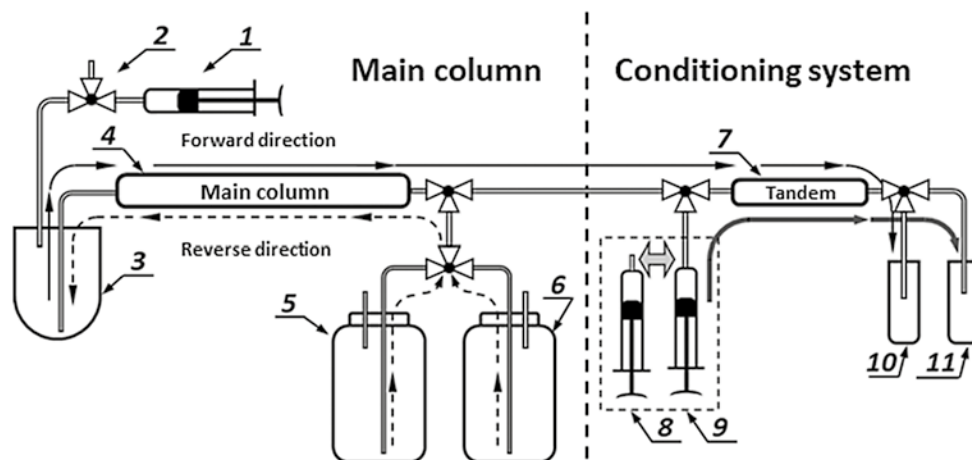 2
1
Main column
Conditioning system
4
Forward direction
7
Main column
Tandem
Reverse direction
3
5
6
8
9
10
11